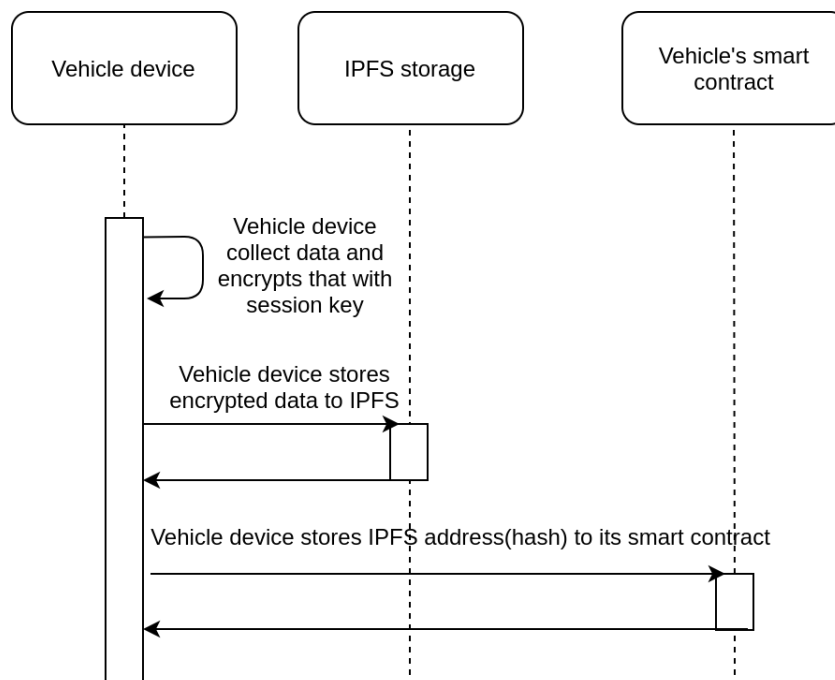 Vehicle device
IPFS storage
Vehicle's smart
contract
Vehicle device
collect data and
encrypts that with
session key
Vehicle device stores
encrypted data to IPFS
Vehicle device stores IPFS address(hash) to its smart contract